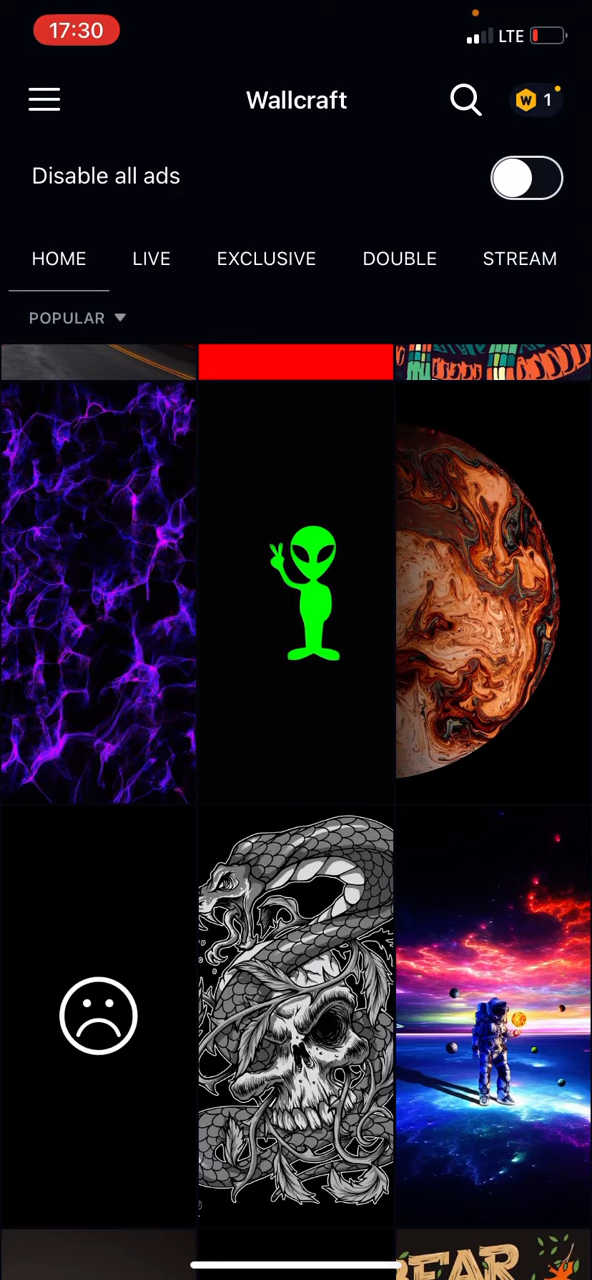 17:30
LTE
Wallcraft
W 1
Disable all ads
HOME LIVE EXCLUSIVE DOUBLE STREAM
POPULAR